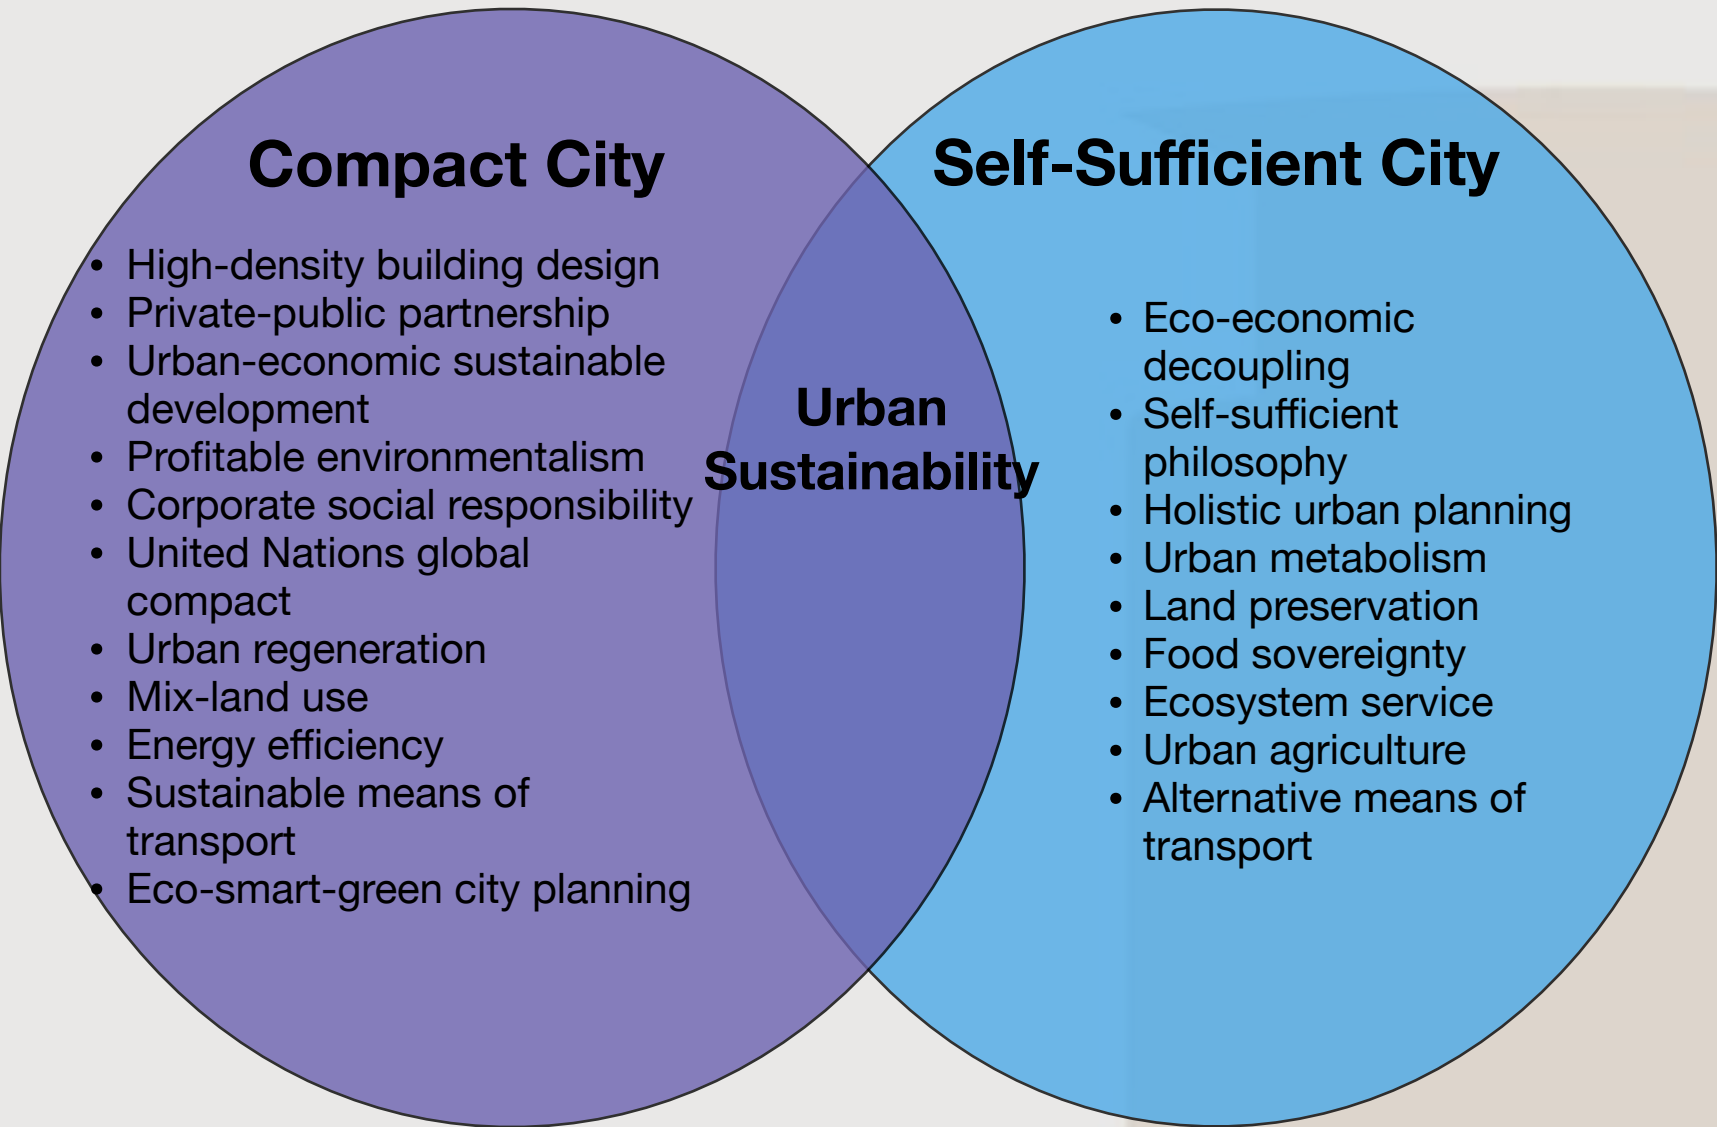 Compact City
• High-density building design
• Private-public partnership
• Urban-economic sustainable
development
• Profitable environmentalism
• Corporate social responsibility
• United Nations global
compact
• Urban regeneration
• Mix-land use
• Energy efficiency
• Sustainable means of
transport
• Eco-smart-green city planning
Urban
Sustainability
Self-Sufficient City
• Eco-economic
decoupling
• Self-sufficient
philosophy
• Holistic urban planning
• Urban metabolism
• Land preservation
• Food sovereignty
• Ecosystem service
• Urban agriculture
• Alternative means of
transport